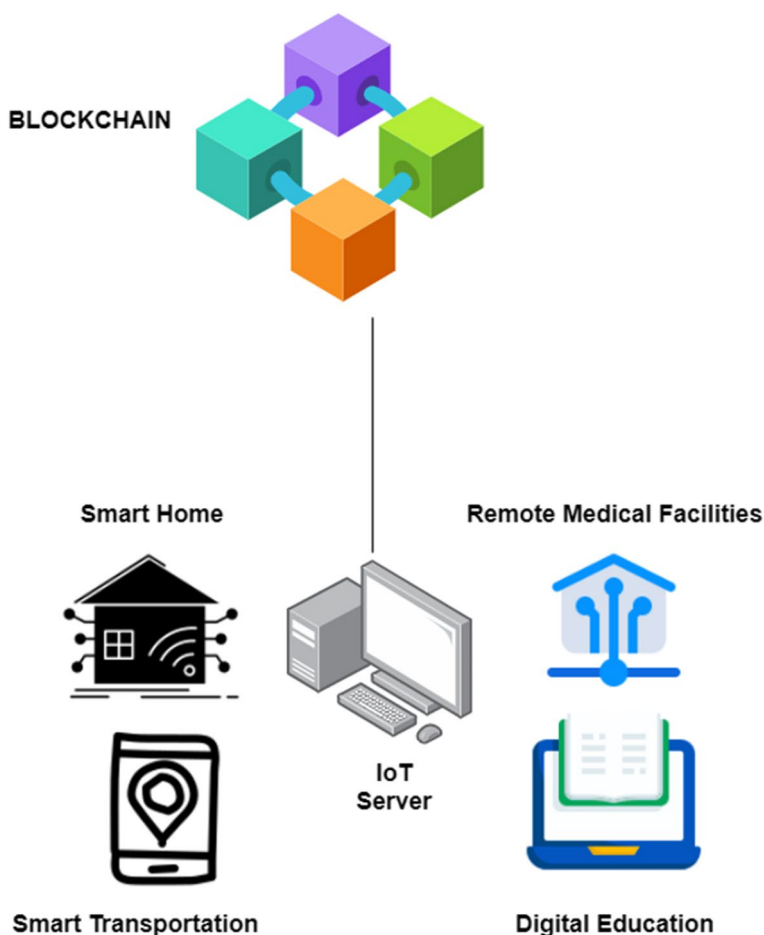 BLOCKCHAIN
Smart Home
Remote Medical Facilities
IoT
Server
Smart Transportation
Digital Education